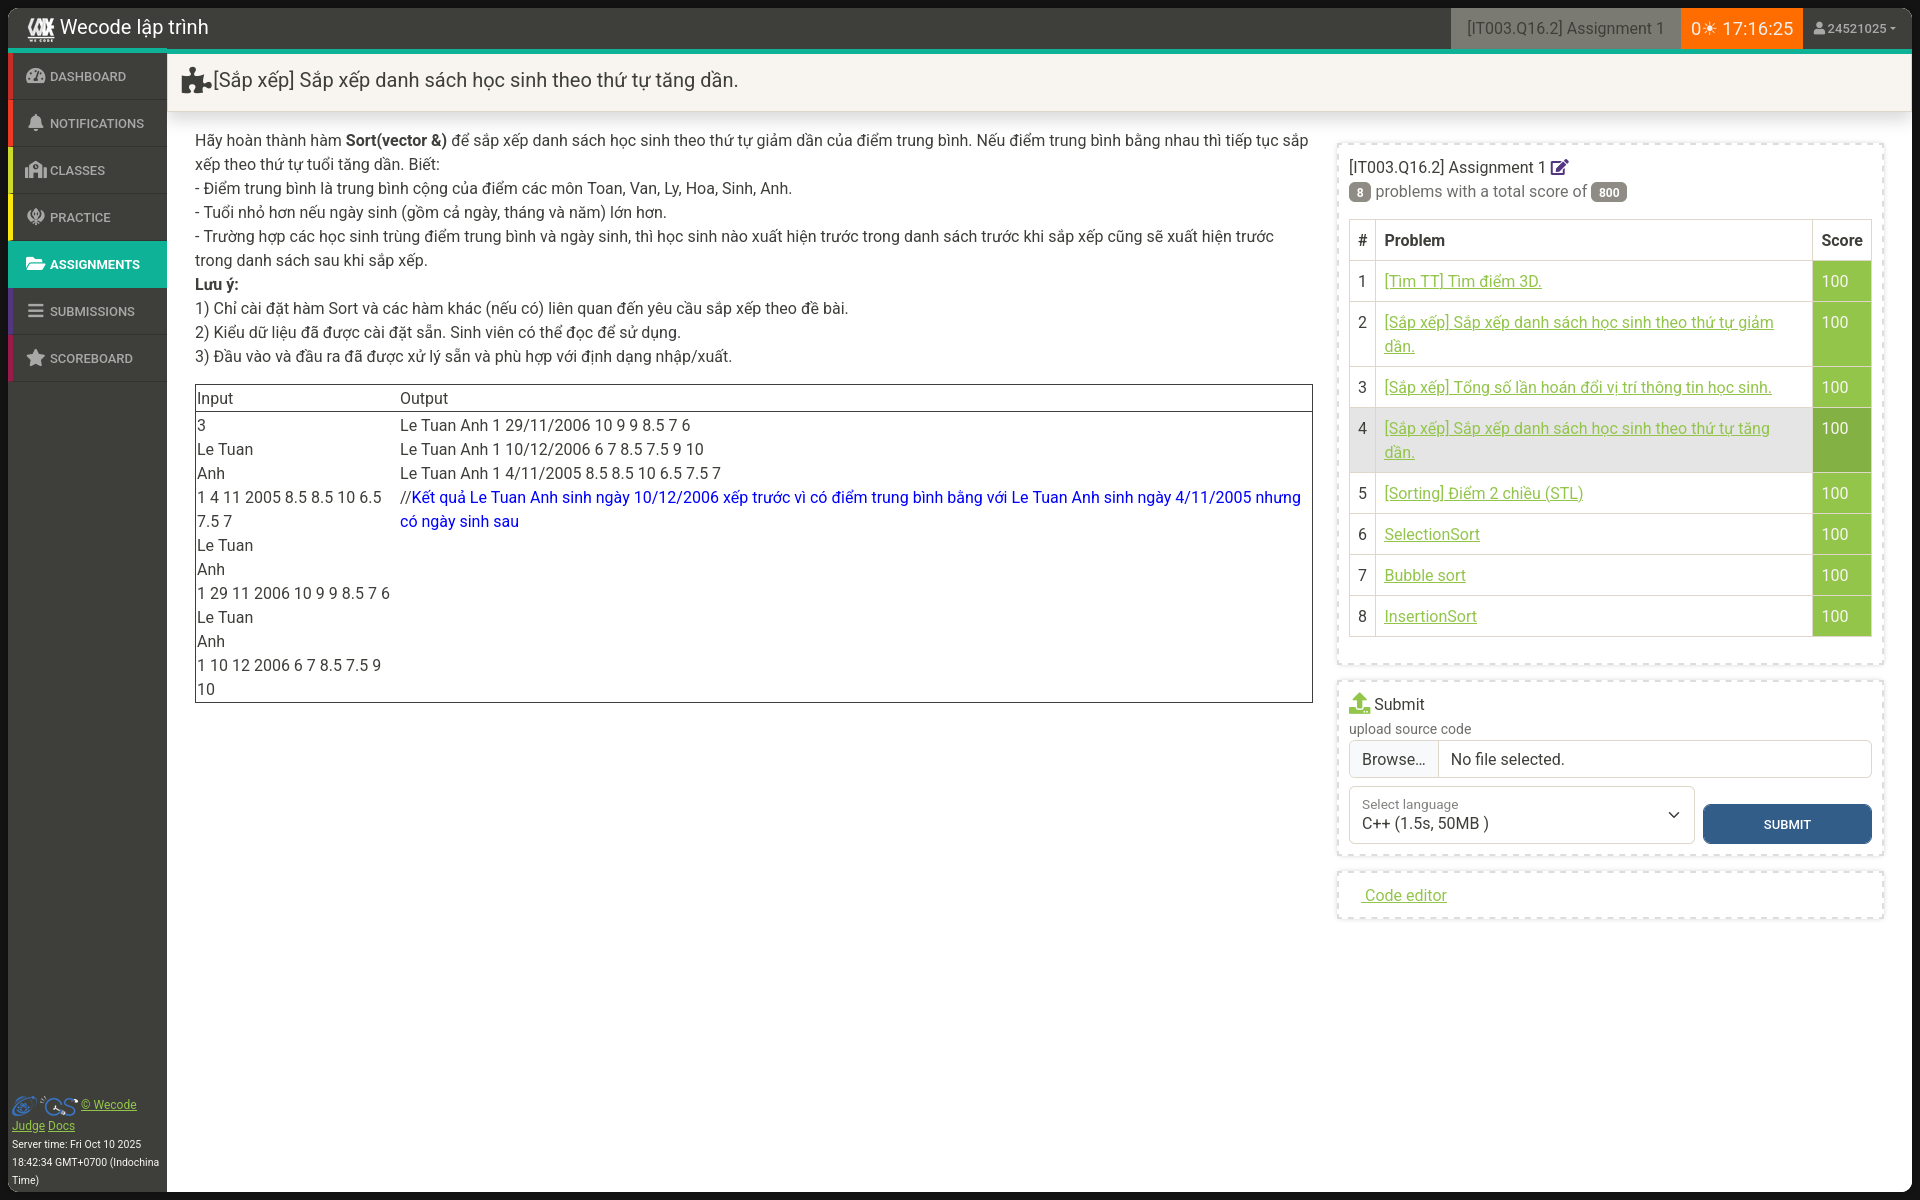 Wecode lập trình
[IT003.Q16.2] Assignment 1
0☀ 17:16:25
24521025
DASHBOARD
NOTIFICATIONS
CLASSES
PRACTICE
ASSIGNMENTS
SUBMISSIONS
SCOREBOARD
[Sắp xếp] Sắp xếp danh sách học sinh theo thứ tự tăng dần.
Hãy hoàn thành hàm Sort(vector &) để sắp xếp danh sách học sinh theo thứ tự giảm dần của điểm trung bình. Nếu điểm trung bình bằng nhau thì tiếp tục sắp
xếp theo thứ tự tuổi tăng dần. Biết:
- Điểm trung bình là trung bình cộng của điểm các môn Toan, Van, Ly, Hoa, Sinh, Anh.
- Tuổi nhỏ hơn nếu ngày sinh (gồm cả ngày, tháng và năm) lớn hơn.
- Trường hợp các học sinh trùng điểm trung bình và ngày sinh, thì học sinh nào xuất hiện trước trong danh sách trước khi sắp xếp cũng sẽ xuất hiện trước
trong danh sách sau khi sắp xếp.
Lưu ý:
1) Chỉ cài đặt hàm Sort và các hàm khác (nếu có) liên quan đến yêu cầu sắp xếp theo đề bài.
2) Kiểu dữ liệu đã được cài đặt sẵn. Sinh viên có thể đọc để sử dụng.
3) Đầu vào và đầu ra đã được xử lý sẵn và phù hợp với định dạng nhập/xuất.
Input
3
Le Tuan
Anh
1 4 11 2005 8.5 8.5 10 6.5
7.5 7
Le Tuan
Anh
1 29 11 2006 10 9 9 8.5 7 6
Le Tuan
Anh
1 10 12 2006 6 7 8.5 7.5 9
10
Output
Le Tuan Anh 1 29/11/2006 10 9 9 8.5 7 6
Le Tuan Anh 1 10/12/2006 6 7 8.5 7.5 9 10
Le Tuan Anh 1 4/11/2005 8.5 8.5 10 6.5 7.5 7
//Kết quả Le Tuan Anh sinh ngày 10/12/2006 xếp trước vì có điểm trung bình bằng với Le Tuan Anh sinh ngày 4/11/2005 nhưng
có ngày sinh sau
[IT003.Q16.2] Assignment 1
8 problems with a total score of 800
# Problem Score
1 [Tìm TT] Tìm điểm 3D. 100
2 [Sắp xếp] Sắp xếp danh sách học sinh theo thứ tự giảm 100
dần.
3 [Sắp xếp] Tổng số lần hoán đổi vị trí thông tin học sinh. 100
4 [Sắp xếp] Sắp xếp danh sách học sinh theo thứ tự tăng 100
dần.
5 [Sorting] Điểm 2 chiều (STL) 100
6 SelectionSort 100
7 Bubble sort 100
8 InsertionSort 100
Submit
upload source code
Browse… No file selected.
Select language
C++ (1.5s, 50MB )
SUBMIT
Code editor
© Wecode
Judge Docs
Server time: Fri Oct 10 2025
18:42:34 GMT+0700 (Indochina
Time)